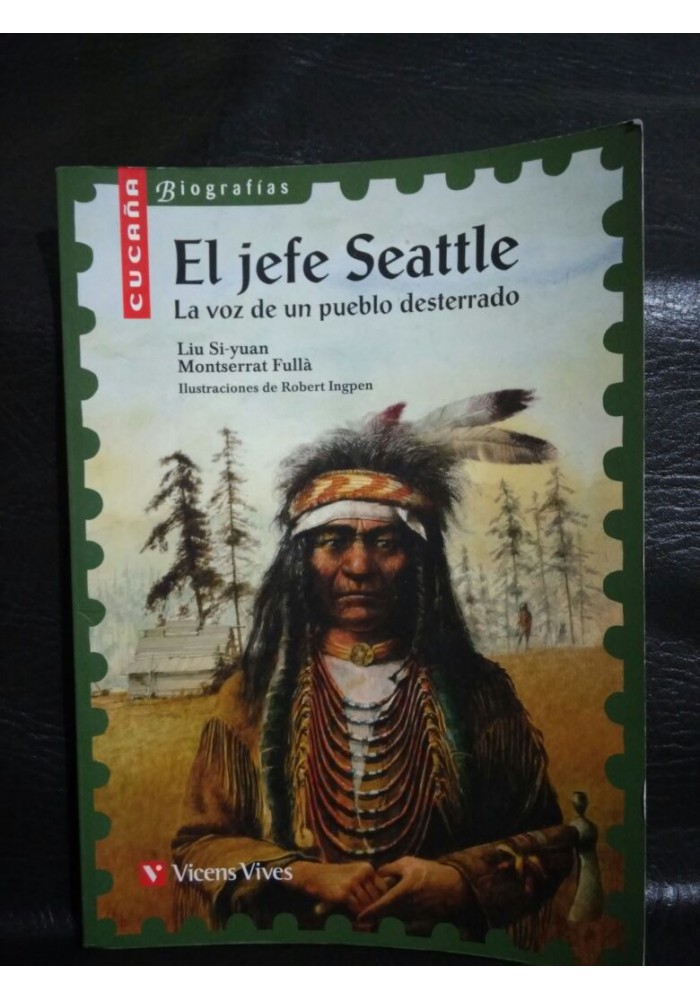 CUCAÑA
Biografías
El jefe Seattle
La voz de un pueblo desterrado
Liu Si-yuan
Montserrat Fullà
Ilustraciones de Robert Ingpen
Vicens Vives